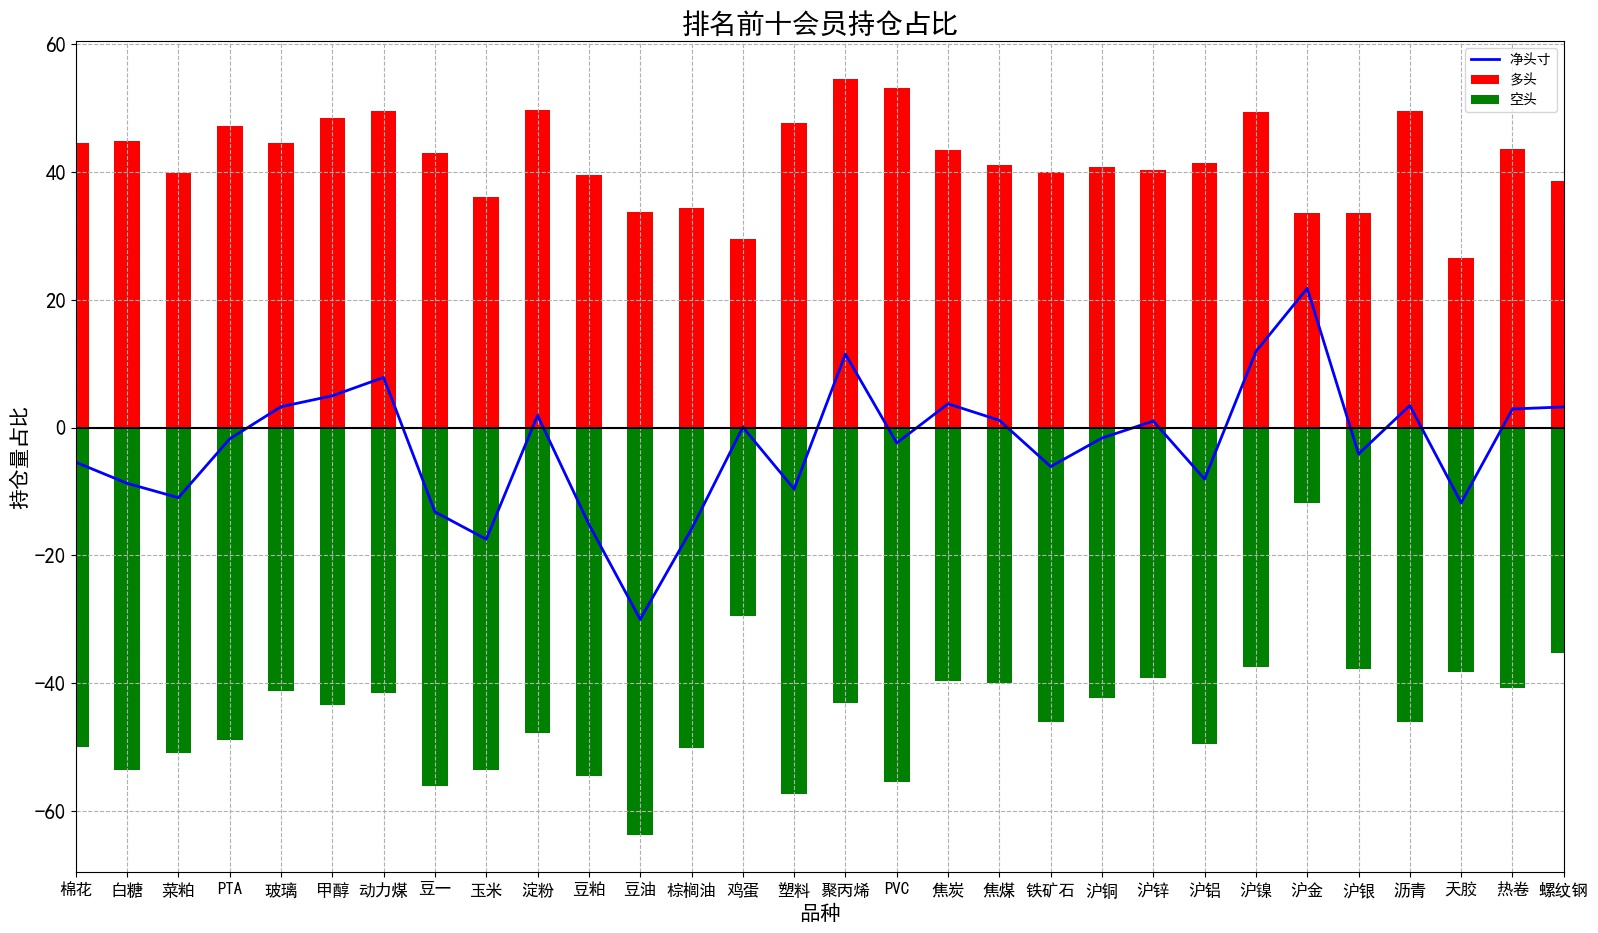 排名前十会员持仓占比
净头寸
多头
空头
持仓量占比
60
40
20
0
−20
−40
−60
棉花 白糖 菜粕 PTA 玻璃 甲醇 动力煤 豆一 玉米 淀粉 豆粕 豆油 棕榈油 鸡蛋 塑料 聚丙烯 PVC 焦炭 焦煤 铁矿石 沪铜 沪锌 沪铝 沪镍 沪金 沪银 沥青 天胶 热卷 螺纹钢
品种